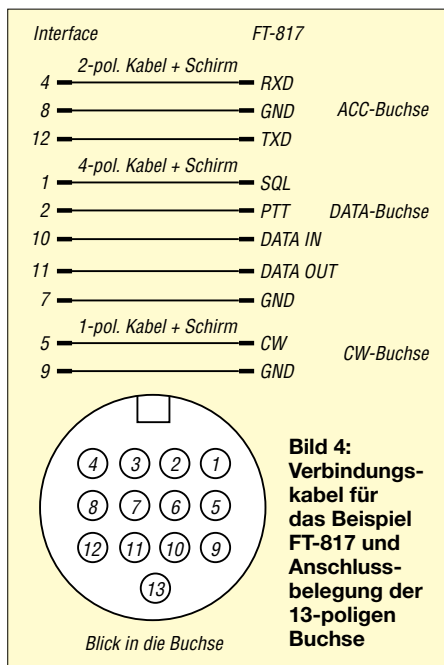 Interface FT-817
2-pol. Kabel + Schirm
4 RXD
8 GND ACC-Buchse
12 TXD
4-pol. Kabel + Schirm
1 SQL
2 PTT DATA-Buchse
10 DATA IN
11 DATA OUT
7 GND
1-pol. Kabel + Schirm
5 CW
9 GND CW-Buchse
4 3 2 1
8 7 6 5
12 11 10 9
13
Blick in die Buchse
Bild 4:
Verbindungs-
kabel für
das Beispiel
FT-817 und
Anschluss-
belegung der
13-poligen
Buchse